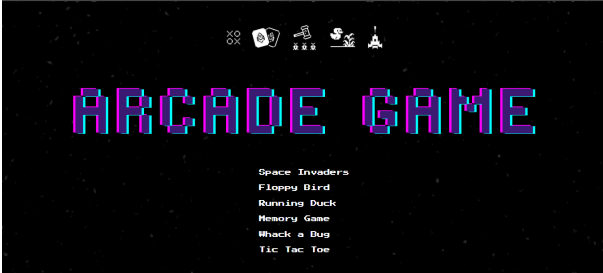 ARCADE GAME
Space Invaders
Floppy Bird
Running Duck
Memory Game
Whack a Bug
Tic Tac Toe